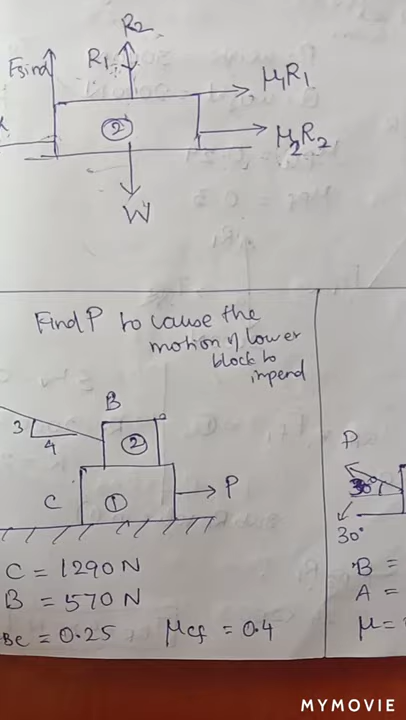 R2
Fsinα
R1
μ1R1
②
μ2R2
W
Find P to cause the
motion of lower
block to
impend
B
3
4
②
C
①
P
P
30°
30°
C = 1290 N
B = 570 N
BC = 0.25
μcf = 0.4
B =
A =
μ =
MYMOVIE